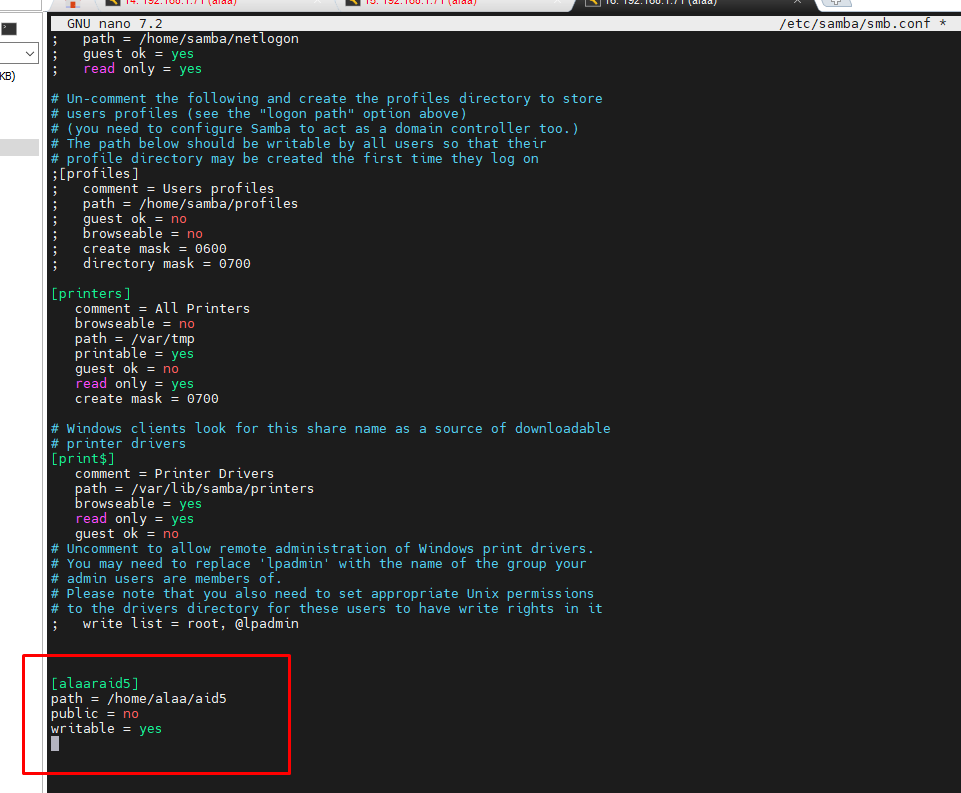 14. 192.168.1.71 (alaa)
15. 192.168.1.71 (alaa)
16. 192.168.1.71 (alaa)
GNU nano 7.2 /etc/samba/smb.conf *
KB)
;   path = /home/samba/netlogon
;   guest ok = yes
;   read only = yes
# Un-comment the following and create the profiles directory to store
# users profiles (see the "logon path" option above)
# (you need to configure Samba to act as a domain controller too.)
# The path below should be writable by all users so that their
# profile directory may be created the first time they log on
;[profiles]
;   comment = Users profiles
;   path = /home/samba/profiles
;   guest ok = no
;   browseable = no
;   create mask = 0600
;   directory mask = 0700
[printers]
   comment = All Printers
   browseable = no
   path = /var/tmp
   printable = yes
   guest ok = no
   read only = yes
   create mask = 0700
# Windows clients look for this share name as a source of downloadable
# printer drivers
[print$]
   comment = Printer Drivers
   path = /var/lib/samba/printers
   browseable = yes
   read only = yes
   guest ok = no
# Uncomment to allow remote administration of Windows print drivers.
# You may need to replace 'lpadmin' with the name of the group your
# admin users are members of.
# Please note that you also need to set appropriate Unix permissions
# to the drivers directory for these users to have write rights in it
;   write list = root, @lpadmin
[alaaraid5]
path = /home/alaa/aid5
public = no
writable = yes